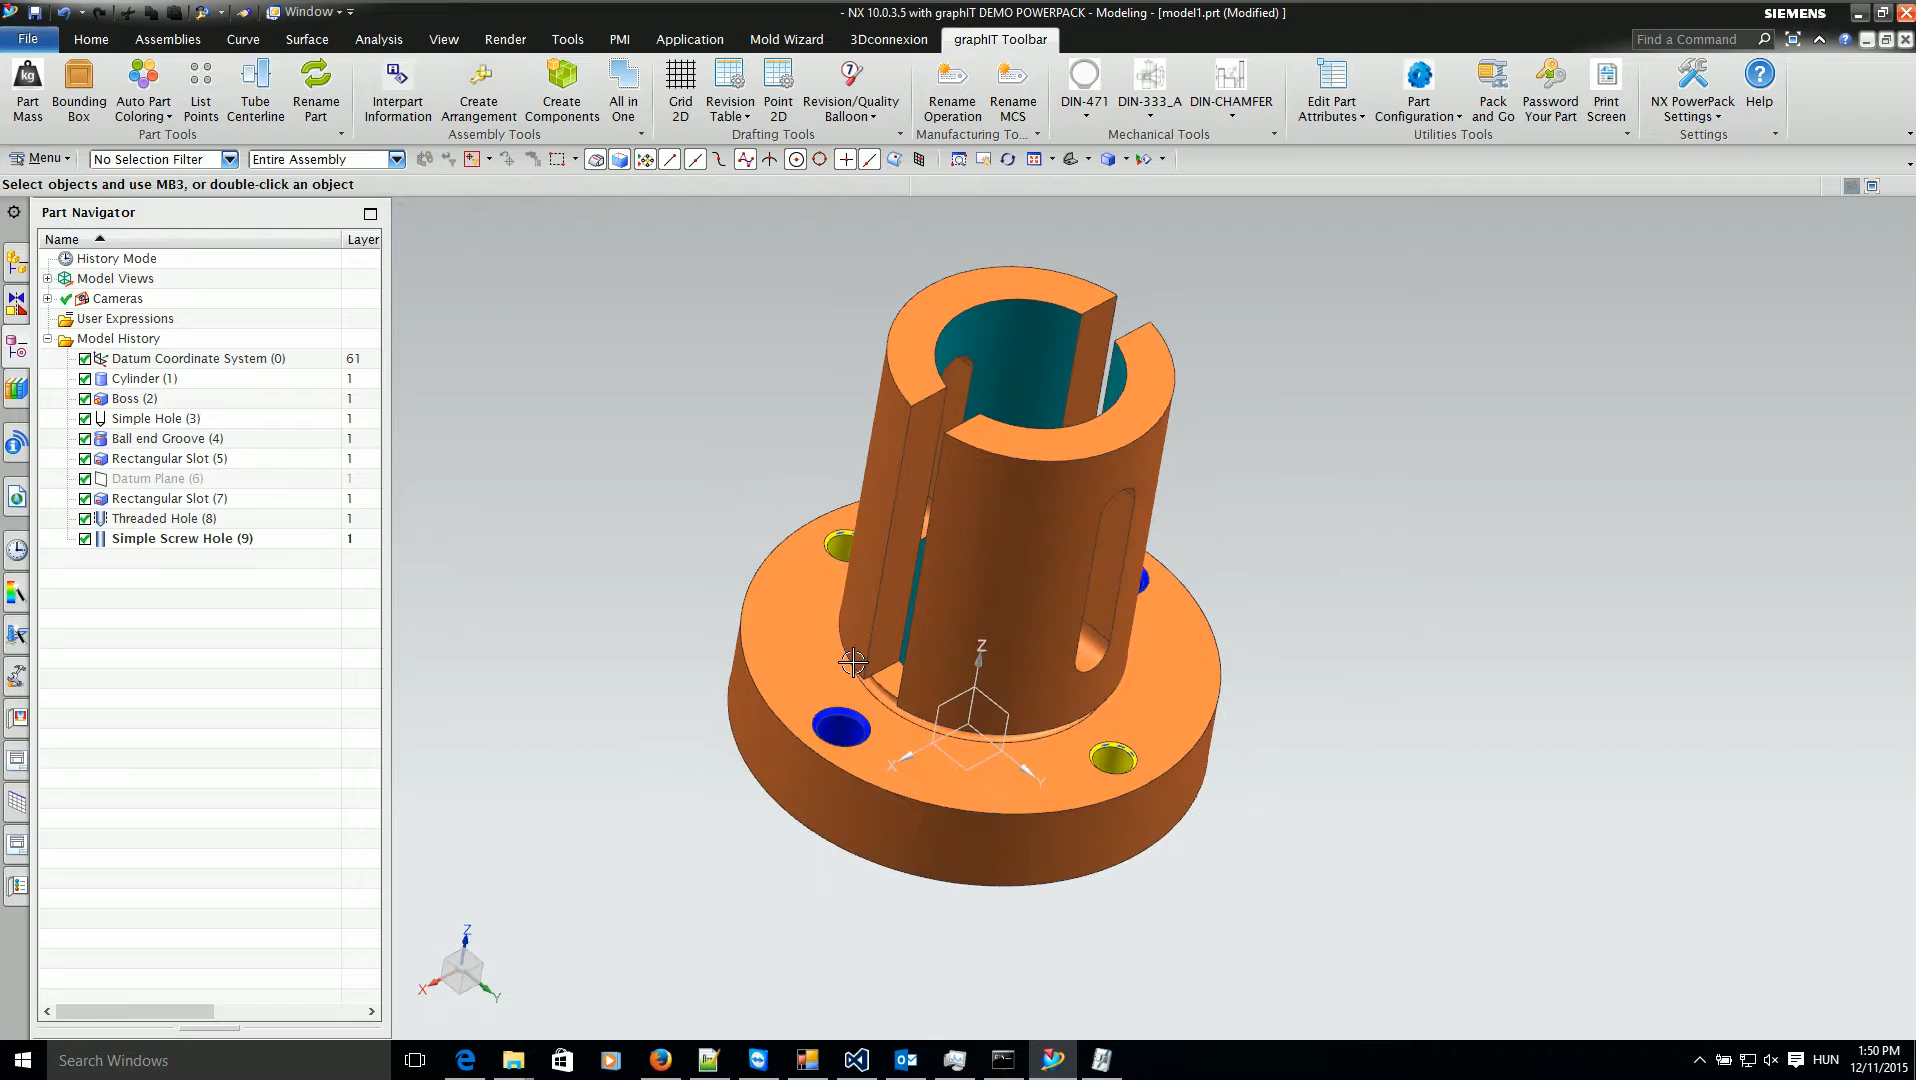 Window
- NX 10.0.3.5 with graphIT DEMO POWERPACK - Modeling - [model1.prt (Modified) ]
SIEMENS
File Home Assemblies Curve Surface Analysis View Render Tools PMI Application Mold Wizard 3Dconnexion graphIT Toolbar
Find a Command
kg
7
?
Part Mass
Bounding Box
Auto Part Coloring
List Points
Tube Centerline
Rename Part
Interpart Information
Create Arrangement
Create Components
All in One
Grid 2D
Revision Table
Point 2D
Revision/Quality Balloon
Rename Operation
Rename MCS
DIN-471
DIN-333_A
DIN-CHAMFER
Edit Part Attributes
Part Configuration
Pack and Go
Password Your Part
Print Screen
NX PowerPack Settings
Help
Part Tools
Assembly Tools
Drafting Tools
Manufacturing To...
Mechanical Tools
Utilities Tools
Settings
Menu
No Selection Filter
Entire Assembly
Select objects and use MB3, or double-click an object
Part Navigator
Name Layer
History Mode
Model Views
Cameras
User Expressions
Model History
Datum Coordinate System (0) 61
Cylinder (1) 1
Boss (2) 1
Simple Hole (3) 1
Ball end Groove (4) 1
Rectangular Slot (5) 1
Datum Plane (6) 1
Rectangular Slot (7) 1
Threaded Hole (8) 1
Simple Screw Hole (9) 1
Z
X
Y
Z
X
Y
Search Windows
HUN
1:50 PM
12/11/2015